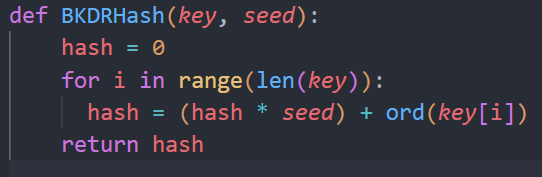 def BKDRHash(key, seed):
    hash = 0
    for i in range(len(key)):
      hash = (hash * seed) + ord(key[i])
    return hash